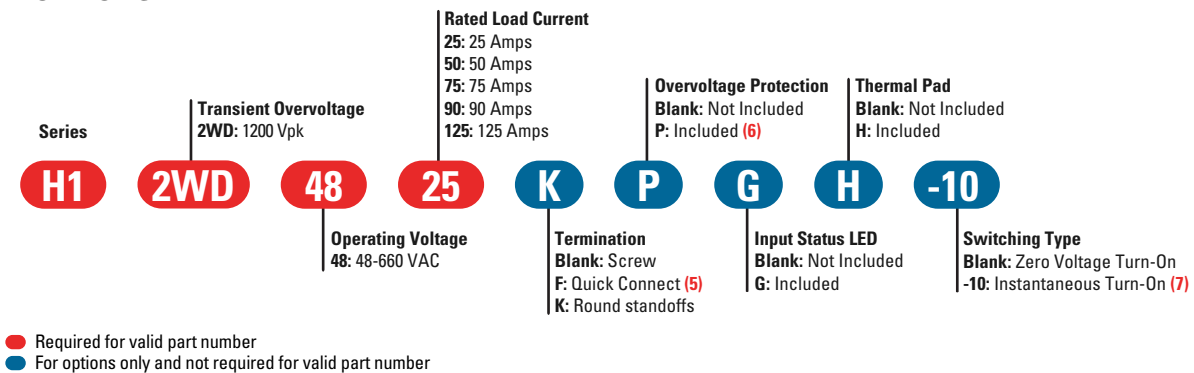 Rated Load Current
25: 25 Amps
50: 50 Amps
75: 75 Amps
90: 90 Amps
125: 125 Amps
Series
Transient Overvoltage
2WD: 1200 Vpk
Overvoltage Protection
Blank: Not Included
P: Included (6)
Thermal Pad
Blank: Not Included
H: Included
H1 2WD 48 25 K P G H -10
Operating Voltage
48: 48-660 VAC
Termination
Blank: Screw
F: Quick Connect (5)
K: Round standoffs
Input Status LED
Blank: Not Included
G: Included
Switching Type
Blank: Zero Voltage Turn-On
-10: Instantaneous Turn-On (7)
Required for valid part number
For options only and not required for valid part number